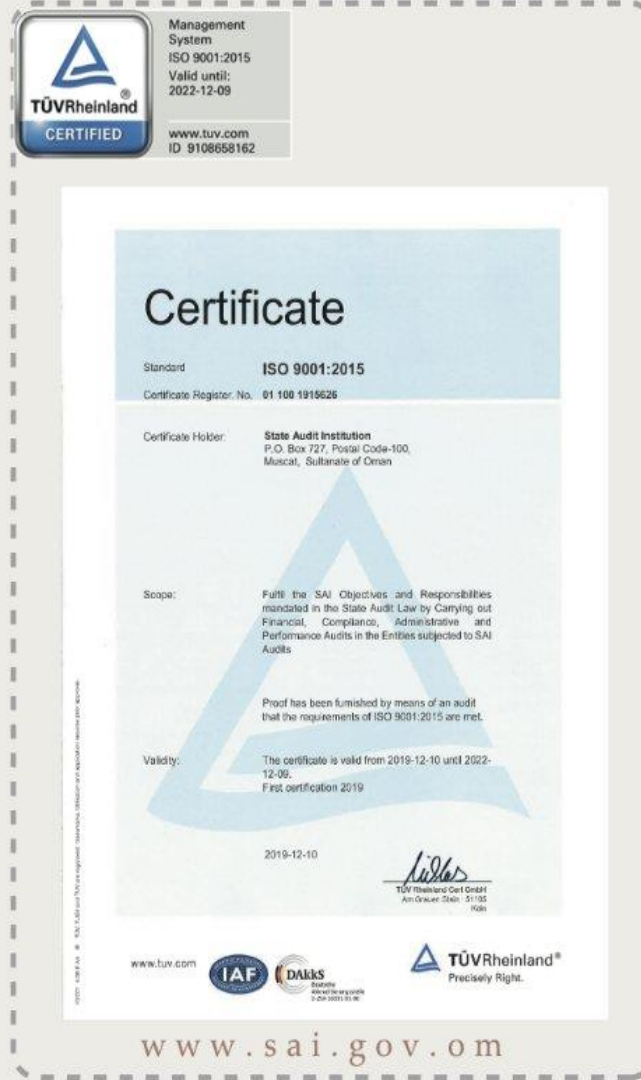 Management
System
ISO 9001:2015
Valid until:
2022-12-09
TÜVRheinland®
CERTIFIED
www.tuv.com
ID 9108658162
Certificate
Standard ISO 9001:2015
Certificate Register. No. 01 100 1915626
Certificate Holder: State Audit Institution
P.O. Box 727, Postal Code-100,
Muscat, Sultanate of Oman
Scope: Fulfil the SAI Objectives and Responsibilities
mandated in the State Audit Law by Carrying out
Financial, Compliance, Administrative and
Performance Audits in the Entities subjected to SAI
Audits
Proof has been furnished by means of an audit
that the requirements of ISO 9001:2015 are met.
Validity: The certificate is valid from 2019-12-10 until 2022-
12-09.
First certification 2019
2019-12-10
TÜV Rheinland Cert GmbH
Am Grauen Stein · 51105
Köln
www.tuv.com
IAF
DAkkS
Deutsche
Akkreditierungsstelle
TÜVRheinland®
Precisely Right.
www.sai.gov.om